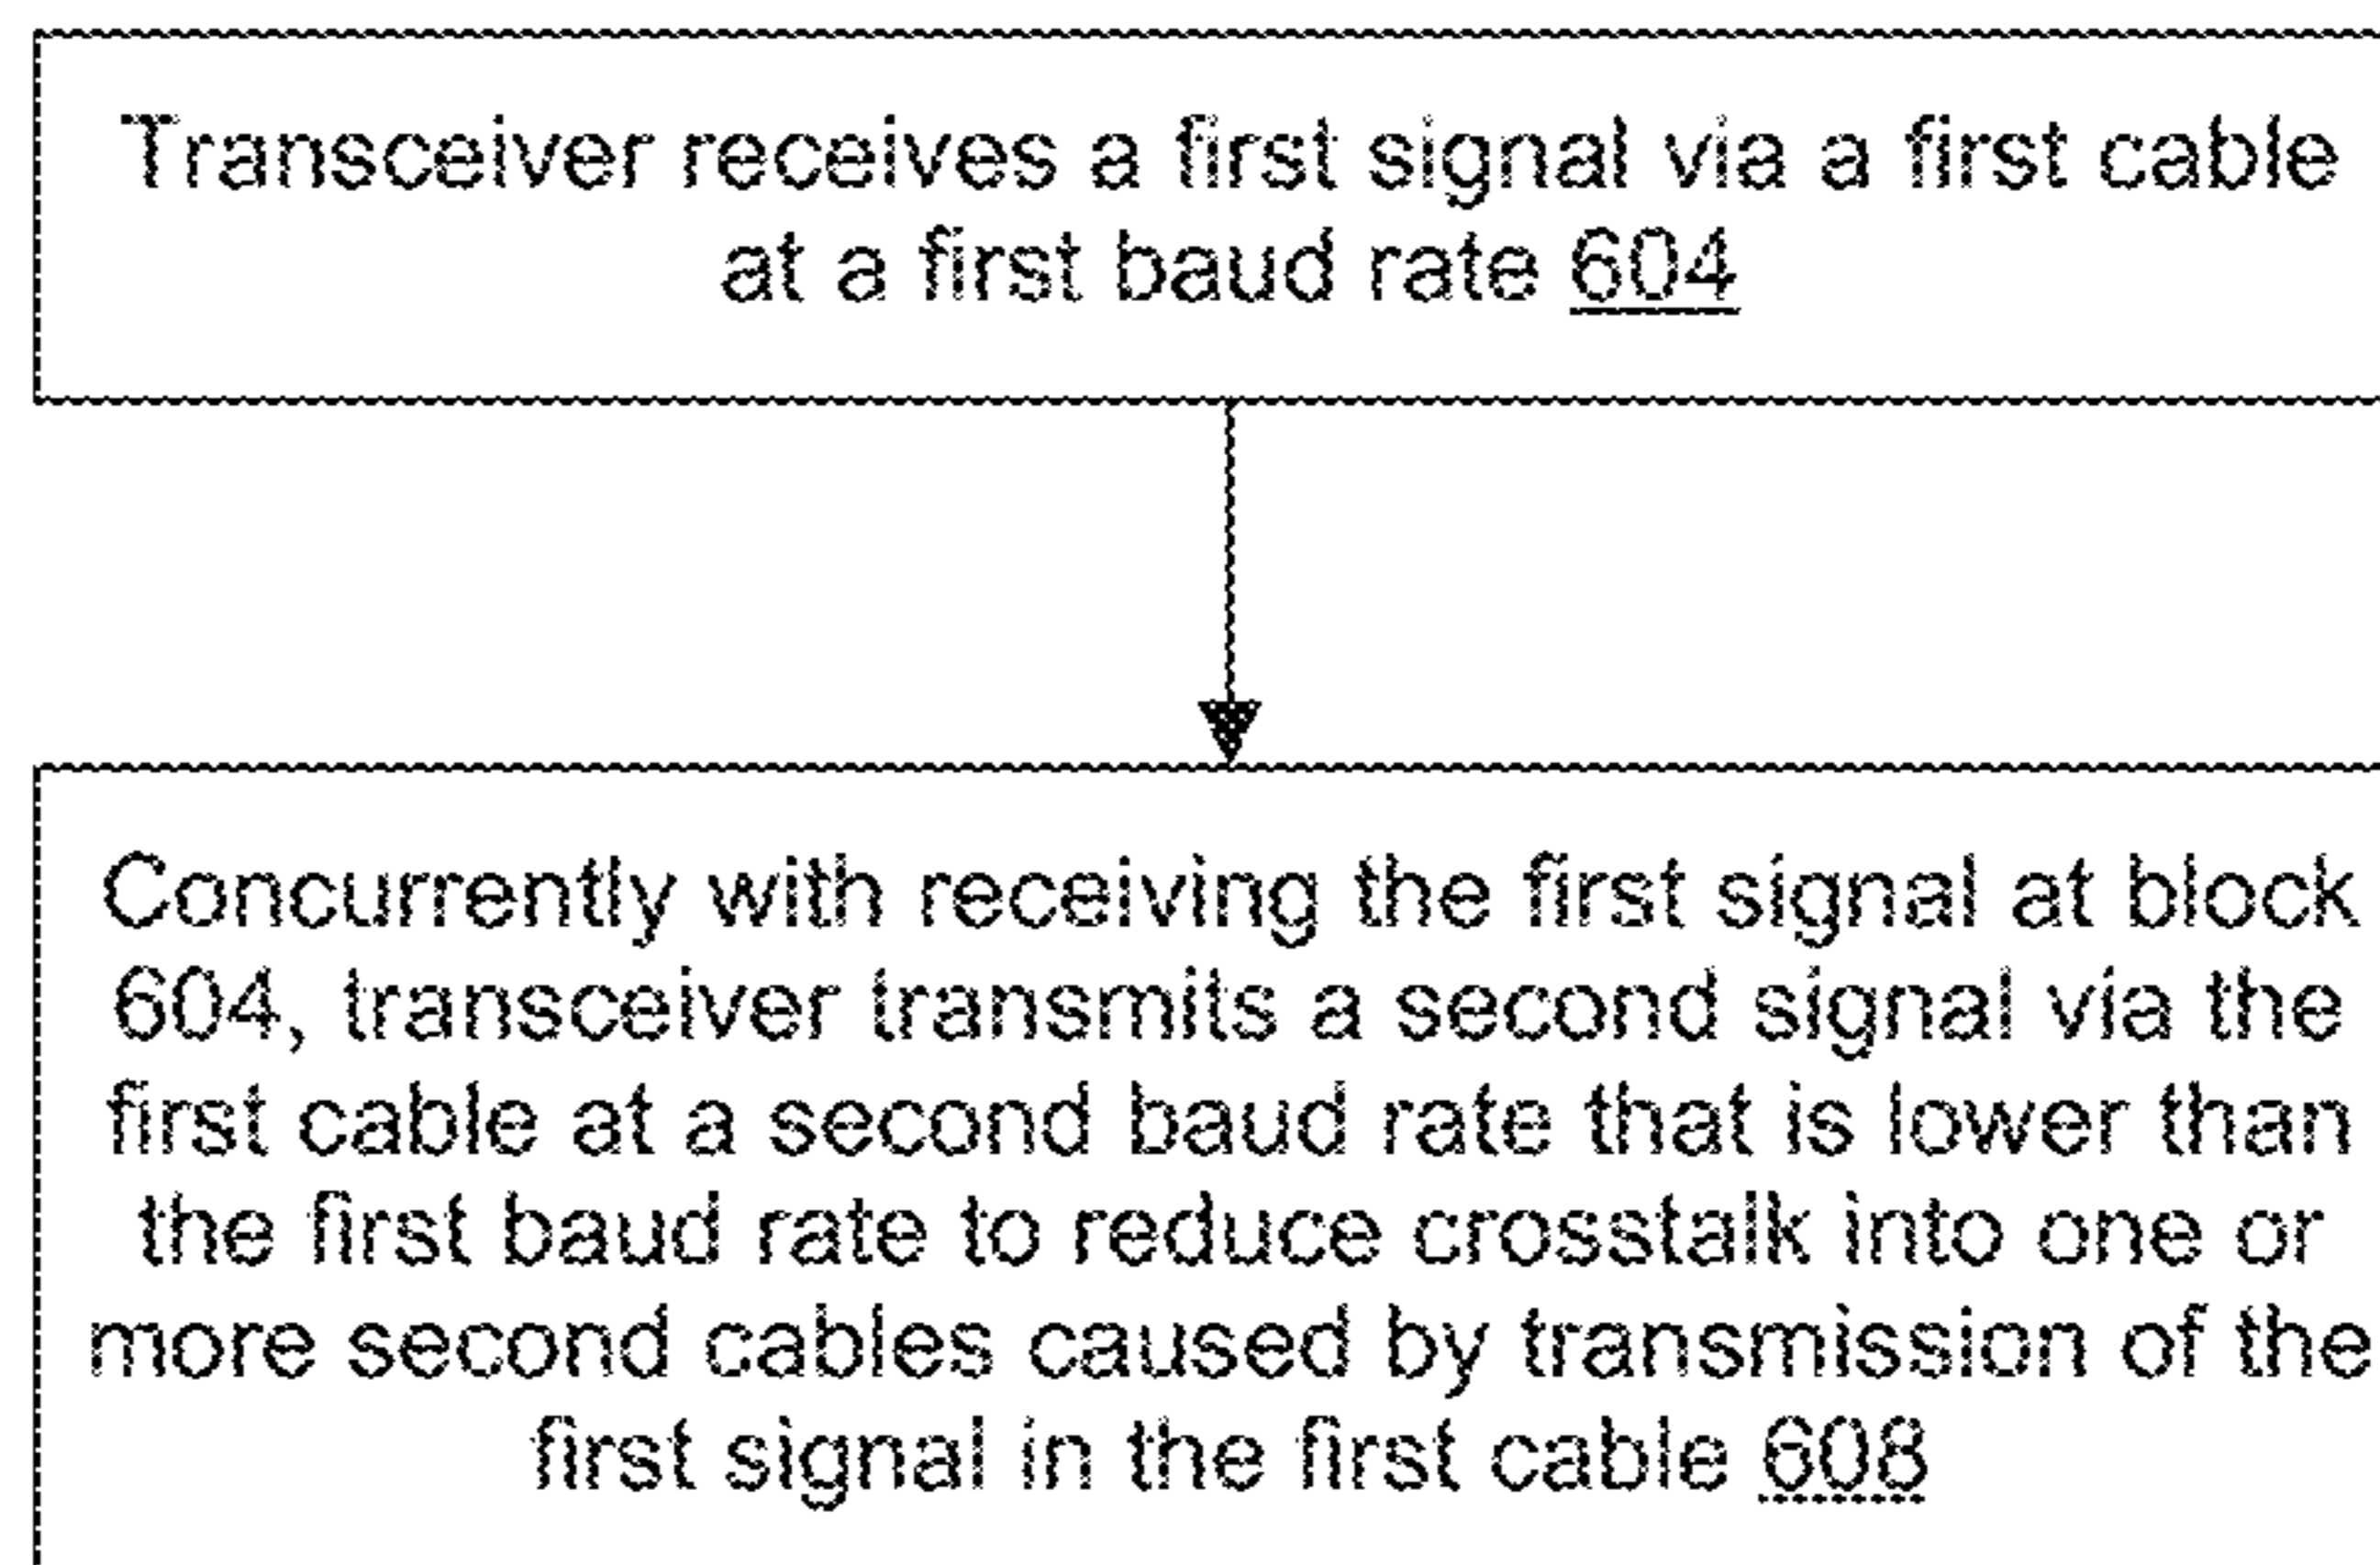 Transceiver receives a first signal via a first cable
at a first baud rate 604
Concurrently with receiving the first signal at block
604, transceiver transmits a second signal via the
first cable at a second baud rate that is lower than
the first baud rate to reduce crosstalk into one or
more second cables caused by transmission of the
first signal in the first cable 608